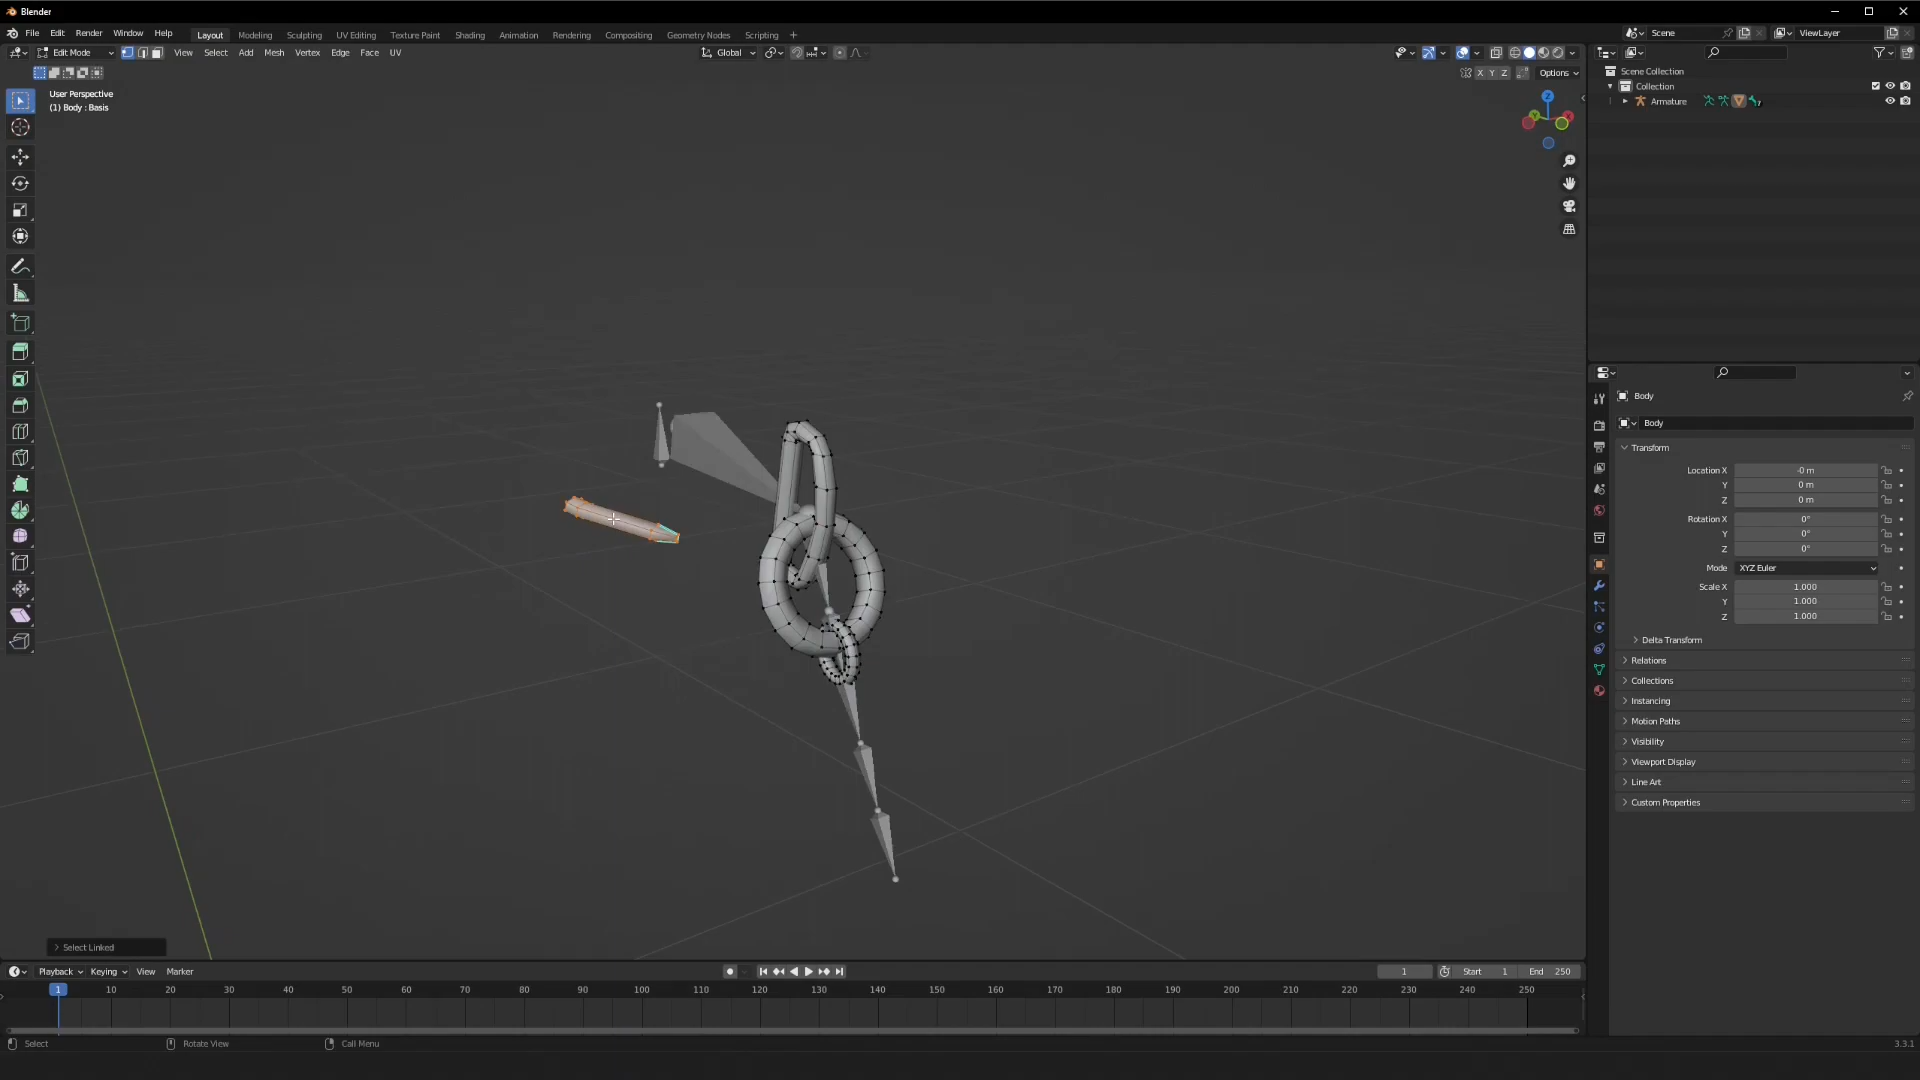 Blender
File Edit Render Window Help Layout Modeling Sculpting UV Editing Texture Paint Shading Animation Rendering Compositing Geometry Nodes Scripting + Scene ViewLayer
Edit Mode View Select Add Mesh Vertex Edge Face UV Global
X Y Z Options
User Perspective
(1) Body : Basis
Z
Scene Collection
Collection
Armature
Body
Body
Transform
Location X -0 m
Y 0 m
Z 0 m
Rotation X 0°
Y 0°
Z 0°
Mode XYZ Euler
Scale X 1.000
Y 1.000
Z 1.000
Delta Transform
Relations
Collections
Instancing
Motion Paths
Visibility
Viewport Display
Line Art
Custom Properties
Select Linked
Playback Keying View Marker 1 Start 1 End 250
1 10 20 30 40 50 60 70 80 90 100 110 120 130 140 150 160 170 180 190 200 210 220 230 240 250
Select Rotate View Call Menu 3.3.1